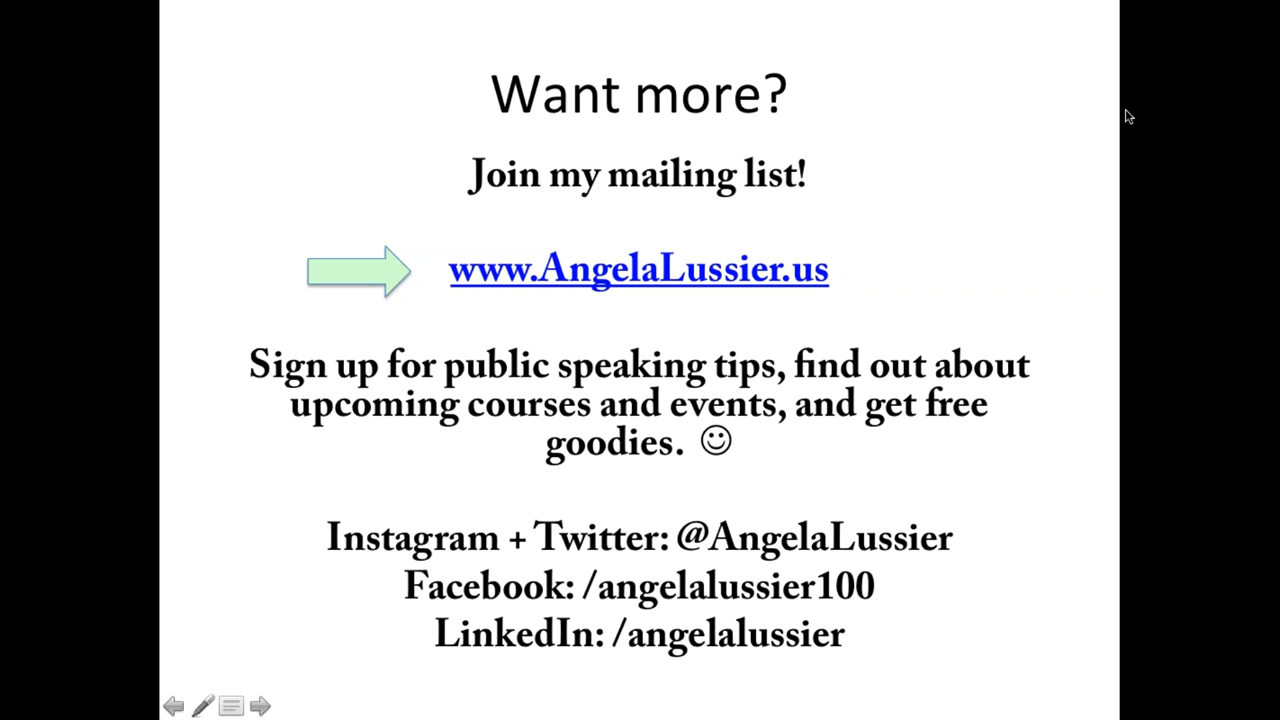 Want more?
Join my mailing list!
www.AngelaLussier.us
Sign up for public speaking tips, find out about
upcoming courses and events, and get free
goodies. ☺
Instagram + Twitter: @AngelaLussier
Facebook: /angelalussier100
LinkedIn: /angelalussier